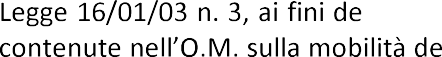 Legge 16/01/03 n. 3, ai fini de
contenute nell'O.M. sulla mobilità de